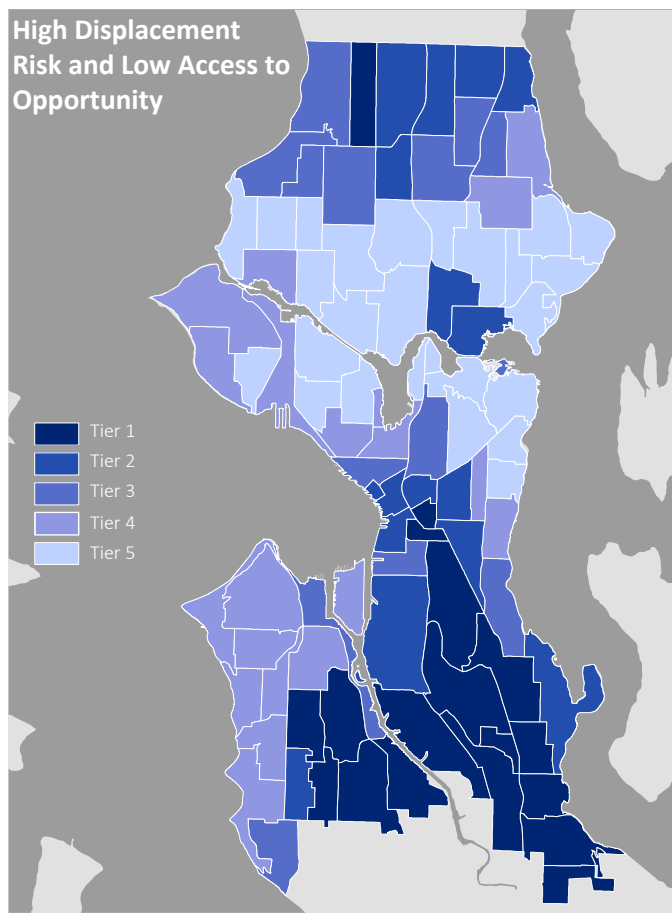 High Displacement
Risk and Low Access to
Opportunity
Tier 1
Tier 2
Tier 3
Tier 4
Tier 5